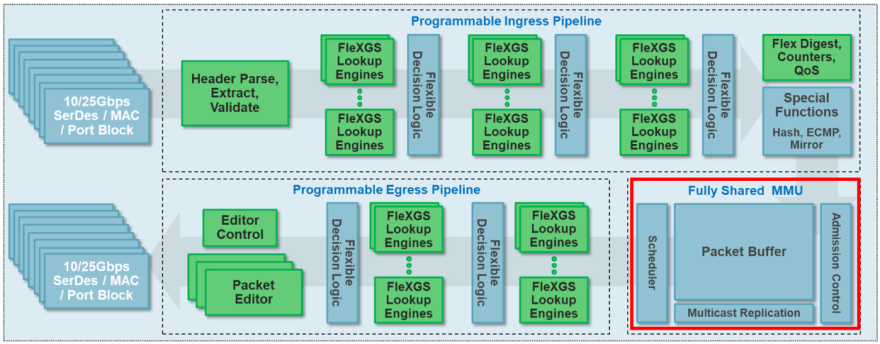 Programmable Ingress Pipeline
10/25Gbps
SerDes / MAC
/ Port Block
Header Parse,
Extract,
Validate
FleXGS
Lookup
Engines
FleXGS
Lookup
Engines
Flexible
Decision Logic
FleXGS
Lookup
Engines
FleXGS
Lookup
Engines
Flexible
Decision Logic
FleXGS
Lookup
Engines
FleXGS
Lookup
Engines
Flexible
Decision Logic
Flex Digest,
Counters,
QoS
Special
Functions
Hash, ECMP,
Mirror
Programmable Egress Pipeline
10/25Gbps
SerDes / MAC
/ Port Block
Editor
Control
Packet
Editor
Flexible
Decision Logic
FleXGS
Lookup
Engines
FleXGS
Lookup
Engines
Flexible
Decision Logic
FleXGS
Lookup
Engines
FleXGS
Lookup
Engines
Fully Shared MMU
Scheduler
Packet Buffer
Multicast Replication
Admission Control